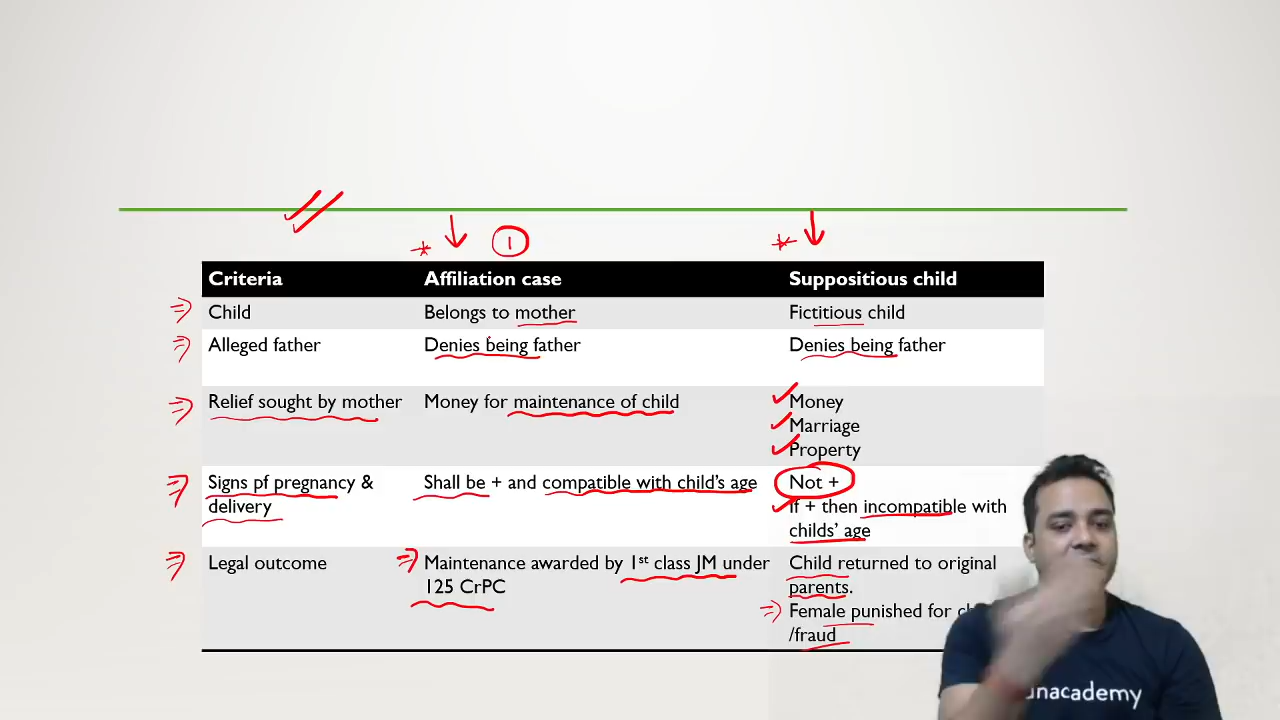 ①
Criteria Affiliation case Suppositious child
Child Belongs to mother Fictitious child
Alleged father Denies being father Denies being father
Relief sought by mother Money for maintenance of child Money
Marriage
Property
Signs pf pregnancy & Shall be + and compatible with child's age Not +
delivery If + then incompatible with
childs' age
Legal outcome Maintenance awarded by 1st class JM under Child returned to original
125 CrPC parents.
Female punished for
/fraud
unacademy